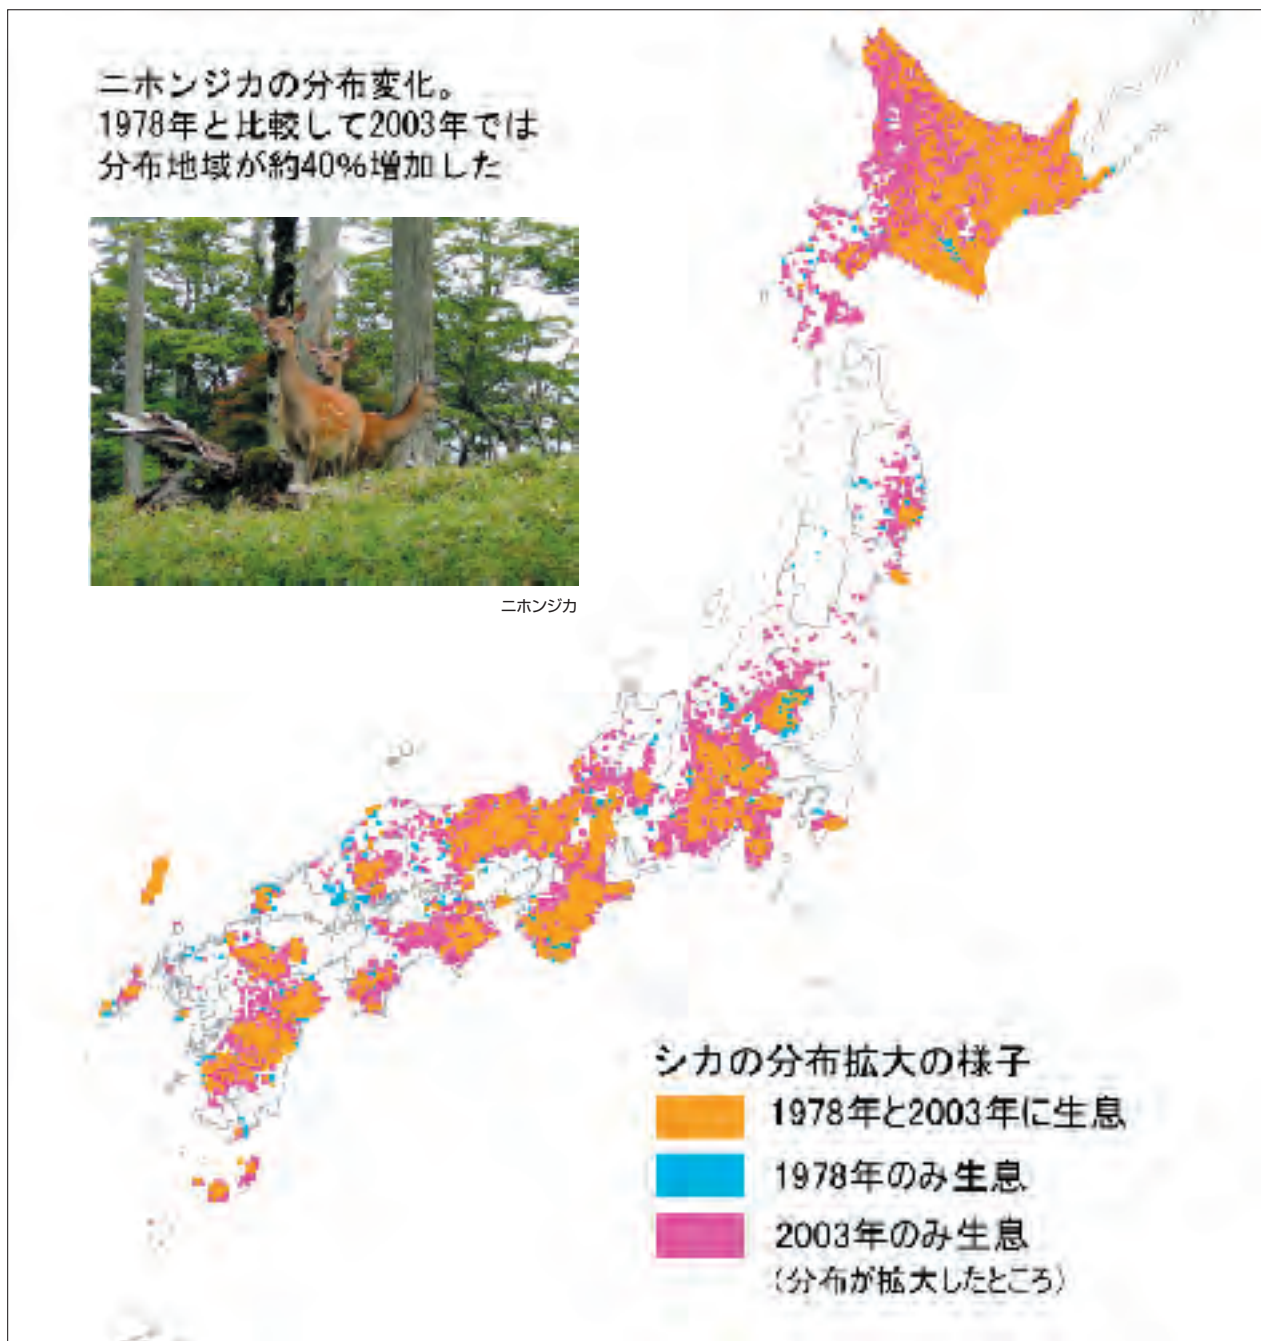 ニホンジカの分布変化。
1978年と比較して2003年では
分布地域が約40%増加した
ニホンジカ
シカの分布拡大の様子
1978年と2003年に生息
1978年のみ生息
2003年のみ生息
(分布が拡大したところ)